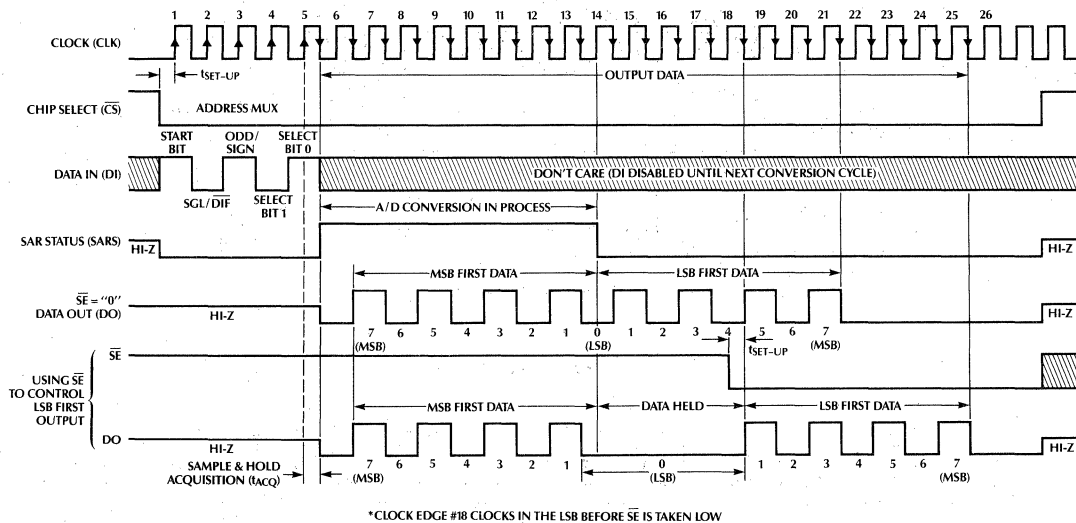 1 2 3 4 5 6 7 8 9 10 11 12 13 14 15 16 17 18 19 20 21 22 23 24 25 26
CLOCK (CLK)
tSET-UP
OUTPUT DATA
CHIP SELECT (CS)
ADDRESS MUX
START BIT
ODD/ SIGN
SELECT BIT 0
DATA IN (DI)
DON'T CARE (DI DISABLED UNTIL NEXT CONVERSION CYCLE)
SGL/DIF
SELECT BIT 1
A/D CONVERSION IN PROCESS
SAR STATUS (SARS)
HI-Z
HI-Z
MSB FIRST DATA
LSB FIRST DATA
SE = "0"
DATA OUT (DO)
HI-Z
HI-Z
7 6 5 4 3 2 1 0 1 2 3 4 5 6 7
(MSB)
(LSB)
(MSB)
tSET-UP
SE
USING SE
TO CONTROL
LSB FIRST
OUTPUT
MSB FIRST DATA
DATA HELD
LSB FIRST DATA
DO
HI-Z
HI-Z
7 6 5 4 3 2 1 0 1 2 3 4 5 6 7
(MSB)
(LSB)
(MSB)
SAMPLE & HOLD
ACQUISITION (tACQ)
*CLOCK EDGE #18 CLOCKS IN THE LSB BEFORE SE IS TAKEN LOW